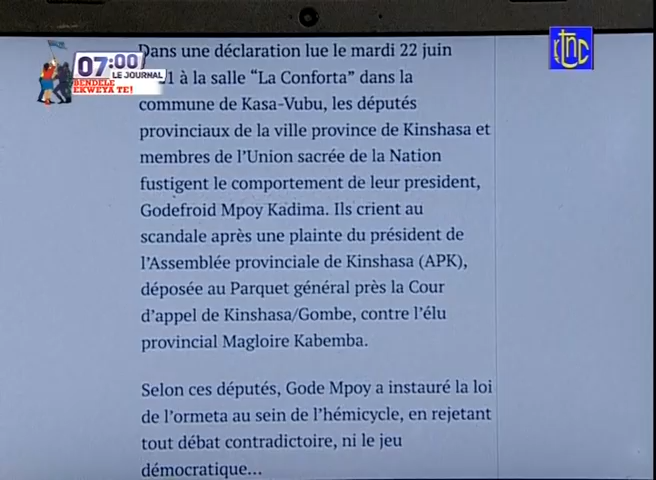 07:00
LE JOURNAL
BENDELE
EKWEYA TE!
rtnc
Dans une déclaration lue le mardi 22 juin
1 à la salle “La Conforta” dans la
commune de Kasa-Vubu, les députés
provinciaux de la ville province de Kinshasa et
membres de l’Union sacrée de la Nation
fustigent le comportement de leur president,
Godefroid Mpoy Kadima. Ils crient au
scandale après une plainte du président de
l’Assemblée provinciale de Kinshasa (APK),
déposée au Parquet général près la Cour
d’appel de Kinshasa/Gombe, contre l’élu
provincial Magloire Kabemba.
Selon ces députés, Gode Mpoy a instauré la loi
de l’ormeta au sein de l’hémicycle, en rejetant
tout débat contradictoire, ni le jeu
démocratique…